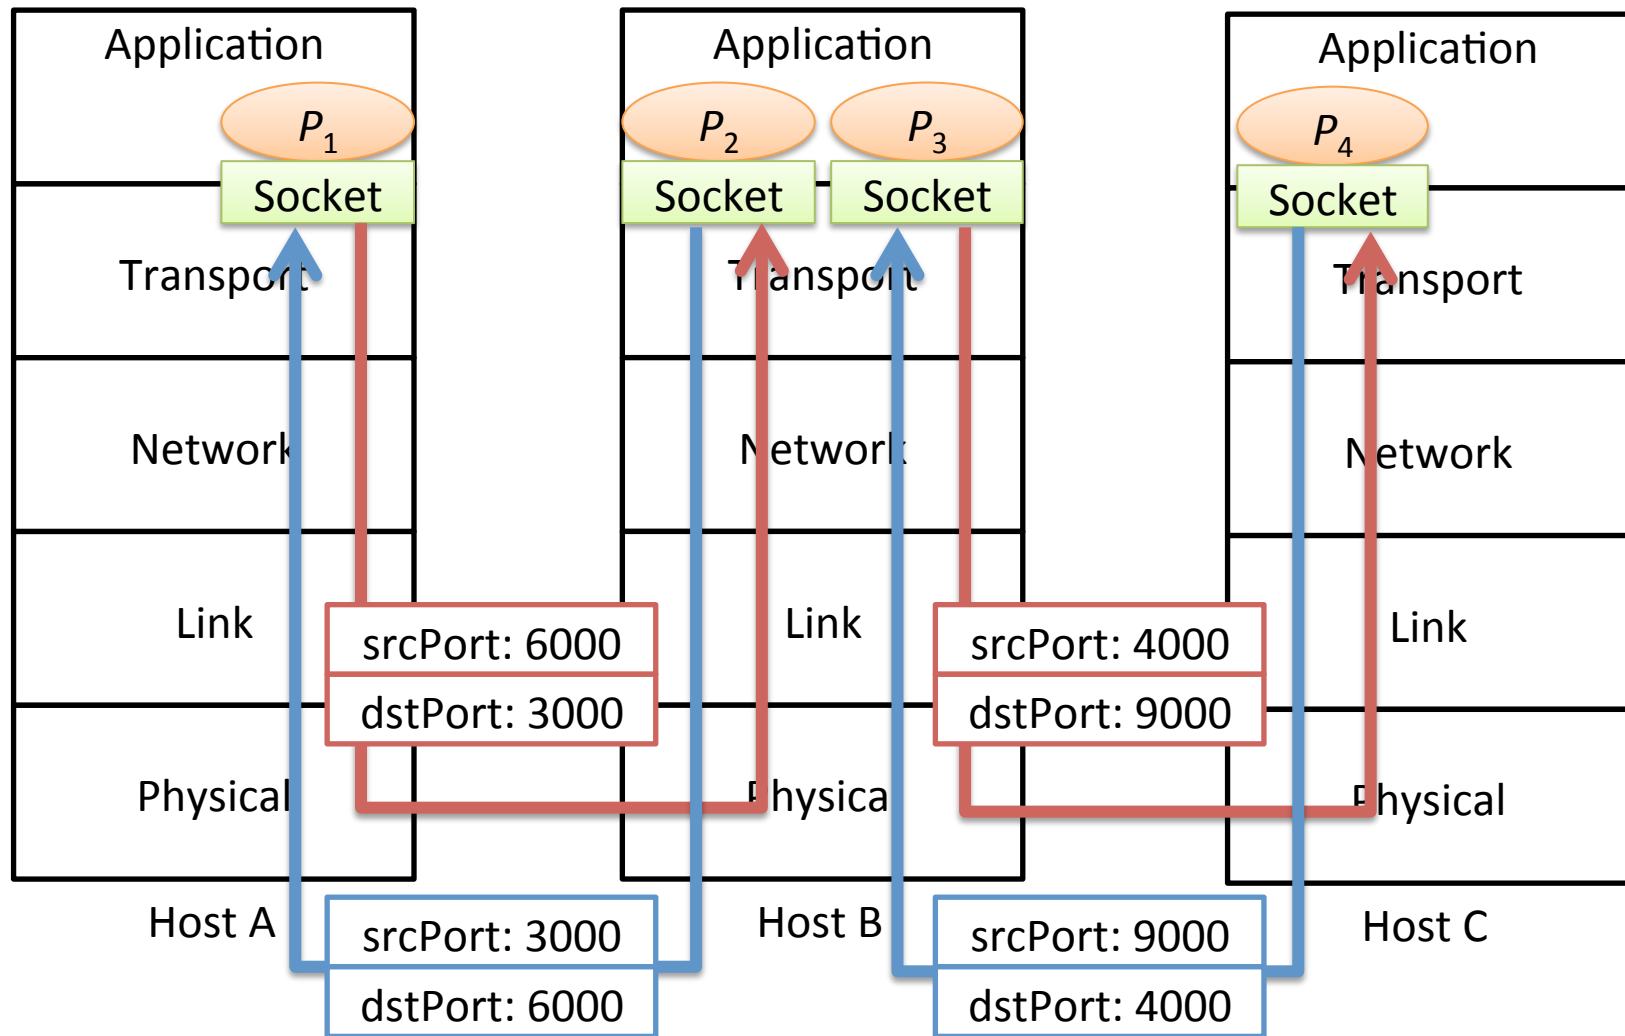 Application
Application
Application
P1
P2
P3
P4
Socket
Socket
Socket
Socket
Transport
Transport
Transport
Network
Network
Network
Link
Link
Link
srcPort: 6000
dstPort: 3000
srcPort: 4000
dstPort: 9000
Physical
Physical
Physical
Host A
Host B
Host C
srcPort: 3000
dstPort: 6000
srcPort: 9000
dstPort: 4000